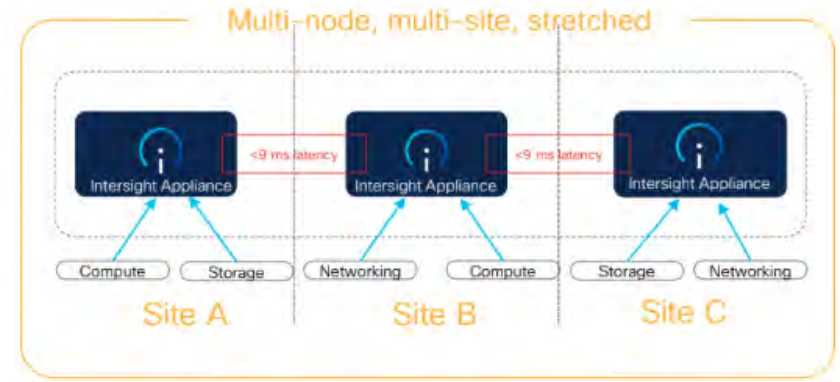 Multi-node, multi-site, stretched
<9 ms latency
<9 ms latency
i
Intersight Appliance
i
Intersight Appliance
i
Intersight Appliance
Compute
Storage
Networking
Compute
Storage
Networking
Site A
Site B
Site C